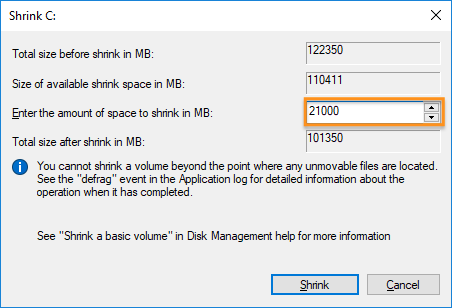 Shrink C:
Total size before shrink in MB: 122350
Size of available shrink space in MB: 110411
Enter the amount of space to shrink in MB: 21000
Total size after shrink in MB: 101350
You cannot shrink a volume beyond the point where any unmovable files are located.
See the "defrag" event in the Application log for detailed information about the
operation when it has completed.
See "Shrink a basic volume" in Disk Management help for more information
Shrink Cancel